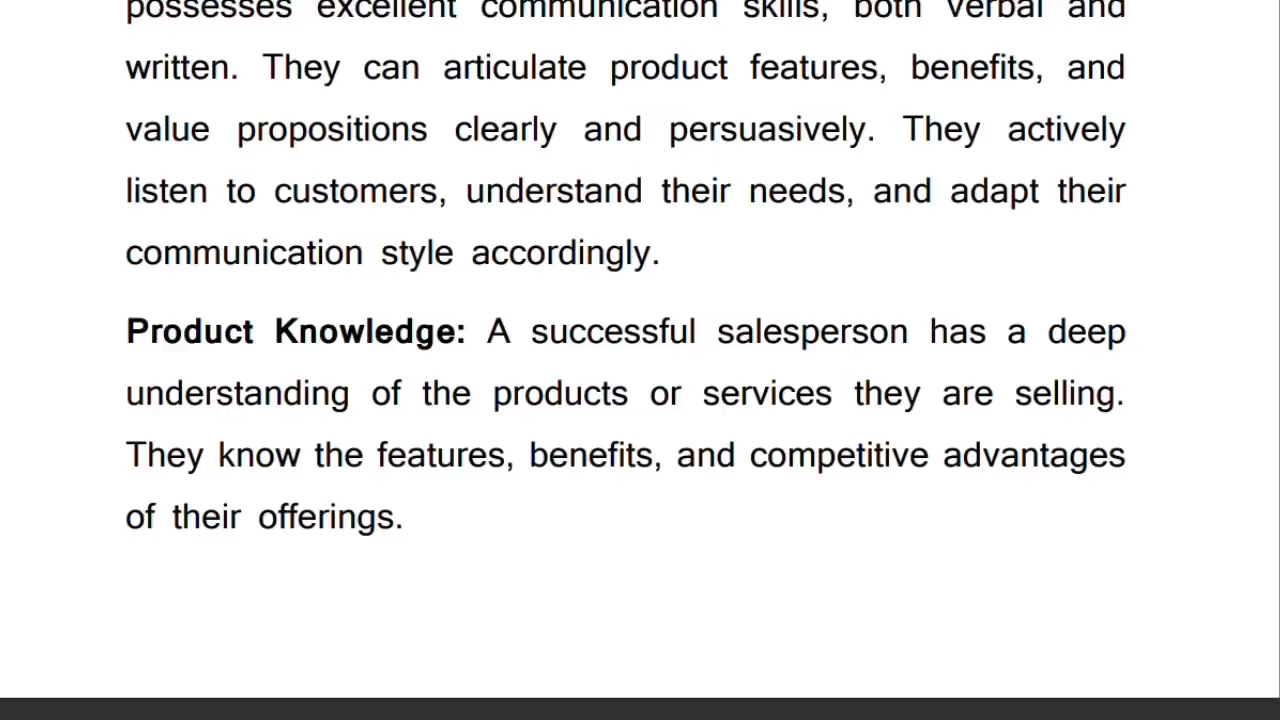 possesses excellent communication skills, both verbal and
written. They can articulate product features, benefits, and
value propositions clearly and persuasively. They actively
listen to customers, understand their needs, and adapt their
communication style accordingly.
Product Knowledge: A successful salesperson has a deep
understanding of the products or services they are selling.
They know the features, benefits, and competitive advantages
of their offerings.